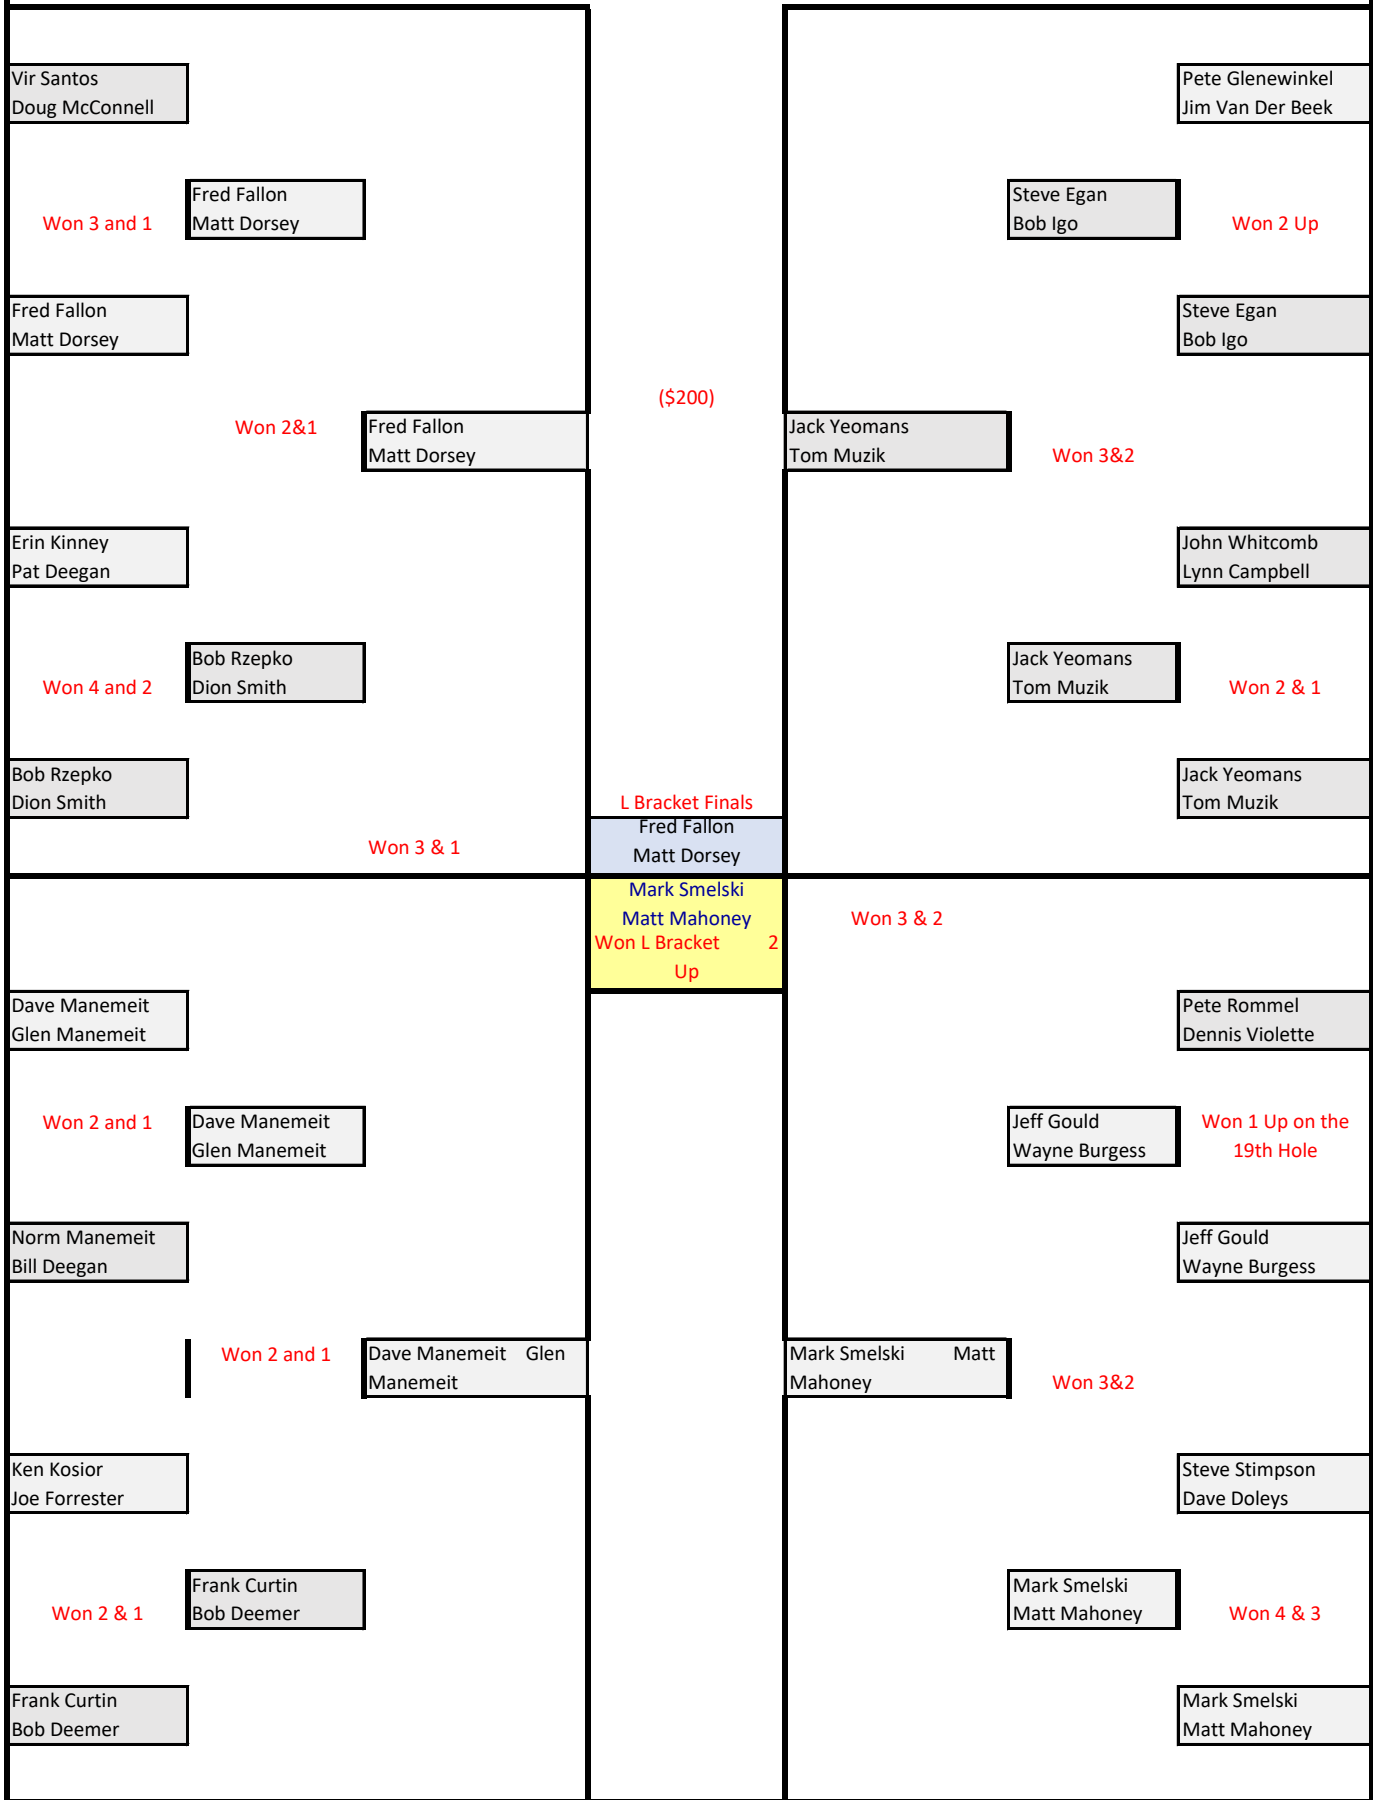 Vir Santos
Doug McConnell
Pete Glenewinkel
Jim Van Der Beek
Fred Fallon
Matt Dorsey
Won 3 and 1
Steve Egan
Bob Igo
Won 2 Up
Fred Fallon
Matt Dorsey
Steve Egan
Bob Igo
($200)
Won 2&1
Fred Fallon
Matt Dorsey
Jack Yeomans
Tom Muzik
Won 3&2
Erin Kinney
Pat Deegan
John Whitcomb
Lynn Campbell
Won 4 and 2
Bob Rzepko
Dion Smith
Jack Yeomans
Tom Muzik
Won 2 & 1
Bob Rzepko
Dion Smith
Jack Yeomans
Tom Muzik
L Bracket Finals
Won 3 & 1
Fred Fallon
Matt Dorsey
Mark Smelski
Matt Mahoney
Won L Bracket 2
Up
Won 3 & 2
Dave Manemeit
Glen Manemeit
Pete Rommel
Dennis Violette
Won 2 and 1
Dave Manemeit
Glen Manemeit
Jeff Gould
Wayne Burgess
Won 1 Up on the
19th Hole
Norm Manemeit
Bill Deegan
Jeff Gould
Wayne Burgess
Won 2 and 1
Dave Manemeit Glen
Manemeit
Mark Smelski Matt
Mahoney
Won 3&2
Ken Kosior
Joe Forrester
Steve Stimpson
Dave Doleys
Won 2 & 1
Frank Curtin
Bob Deemer
Mark Smelski
Matt Mahoney
Won 4 & 3
Frank Curtin
Bob Deemer
Mark Smelski
Matt Mahoney